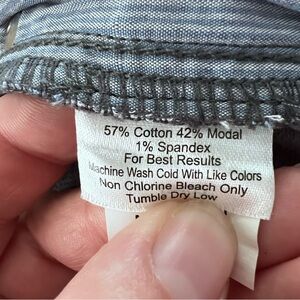 57% Cotton 42% Modal
1% Spandex
For Best Results
Machine Wash Cold With Like Colors
Non Chlorine Bleach Only
Tumble Dry Low